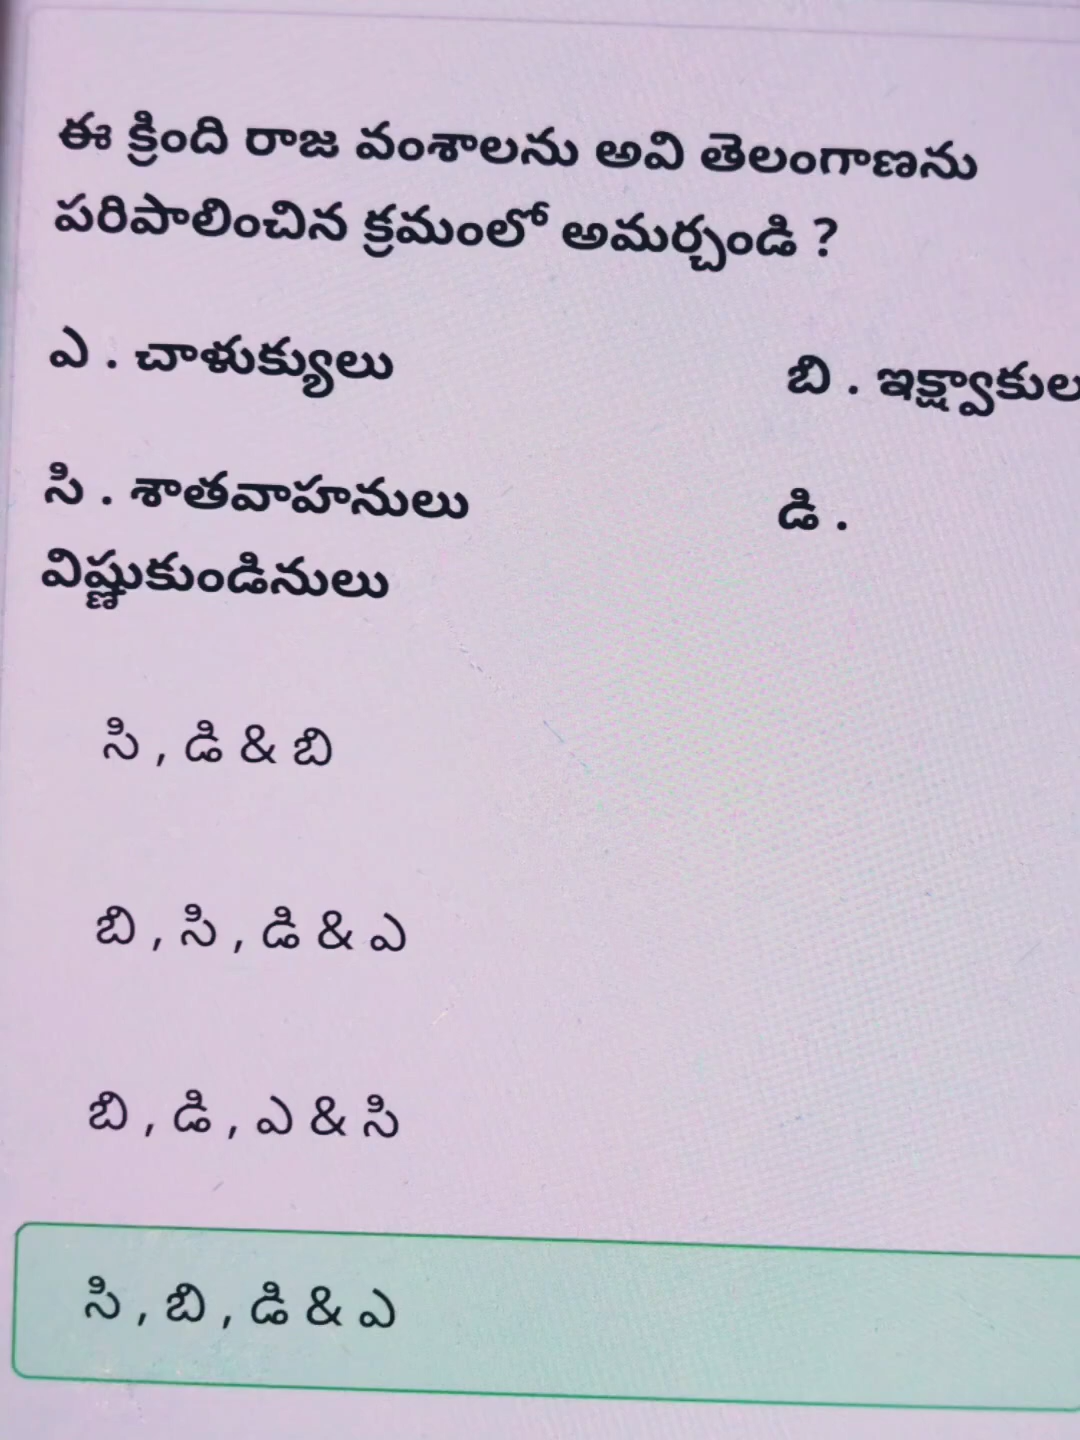 ఈ క్రింది రాజ వంశాలను అవి తెలంగాణను
పరిపాలించిన క్రమంలో అమర్చండి ?
ఎ . చాళుక్యులు బి . ఇక్ష్వాకుల
సి . శాతవాహనులు డి .
విష్ణుకుండినులు
సి , డి & బి
బి , సి , డి & ఎ
బి , డి , ఎ & సి
సి , బి , డి & ఎ